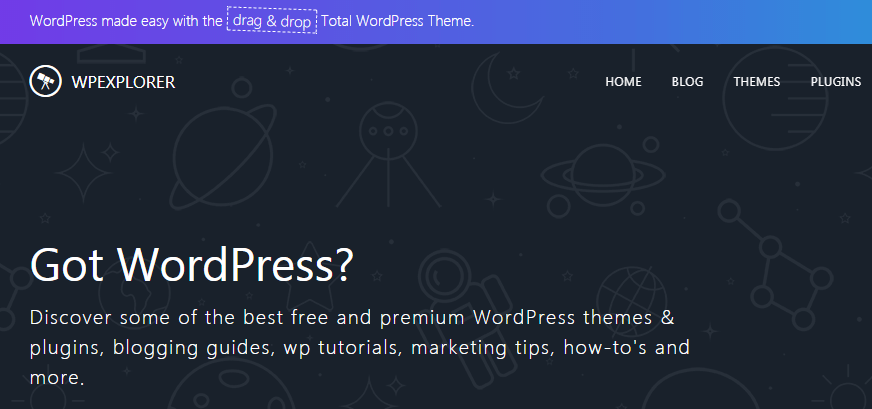 WordPress made easy with the drag & drop Total WordPress Theme.
WPEXPLORER
HOME BLOG THEMES PLUGINS
Got WordPress?
Discover some of the best free and premium WordPress themes &
plugins, blogging guides, wp tutorials, marketing tips, how-to's and
more.